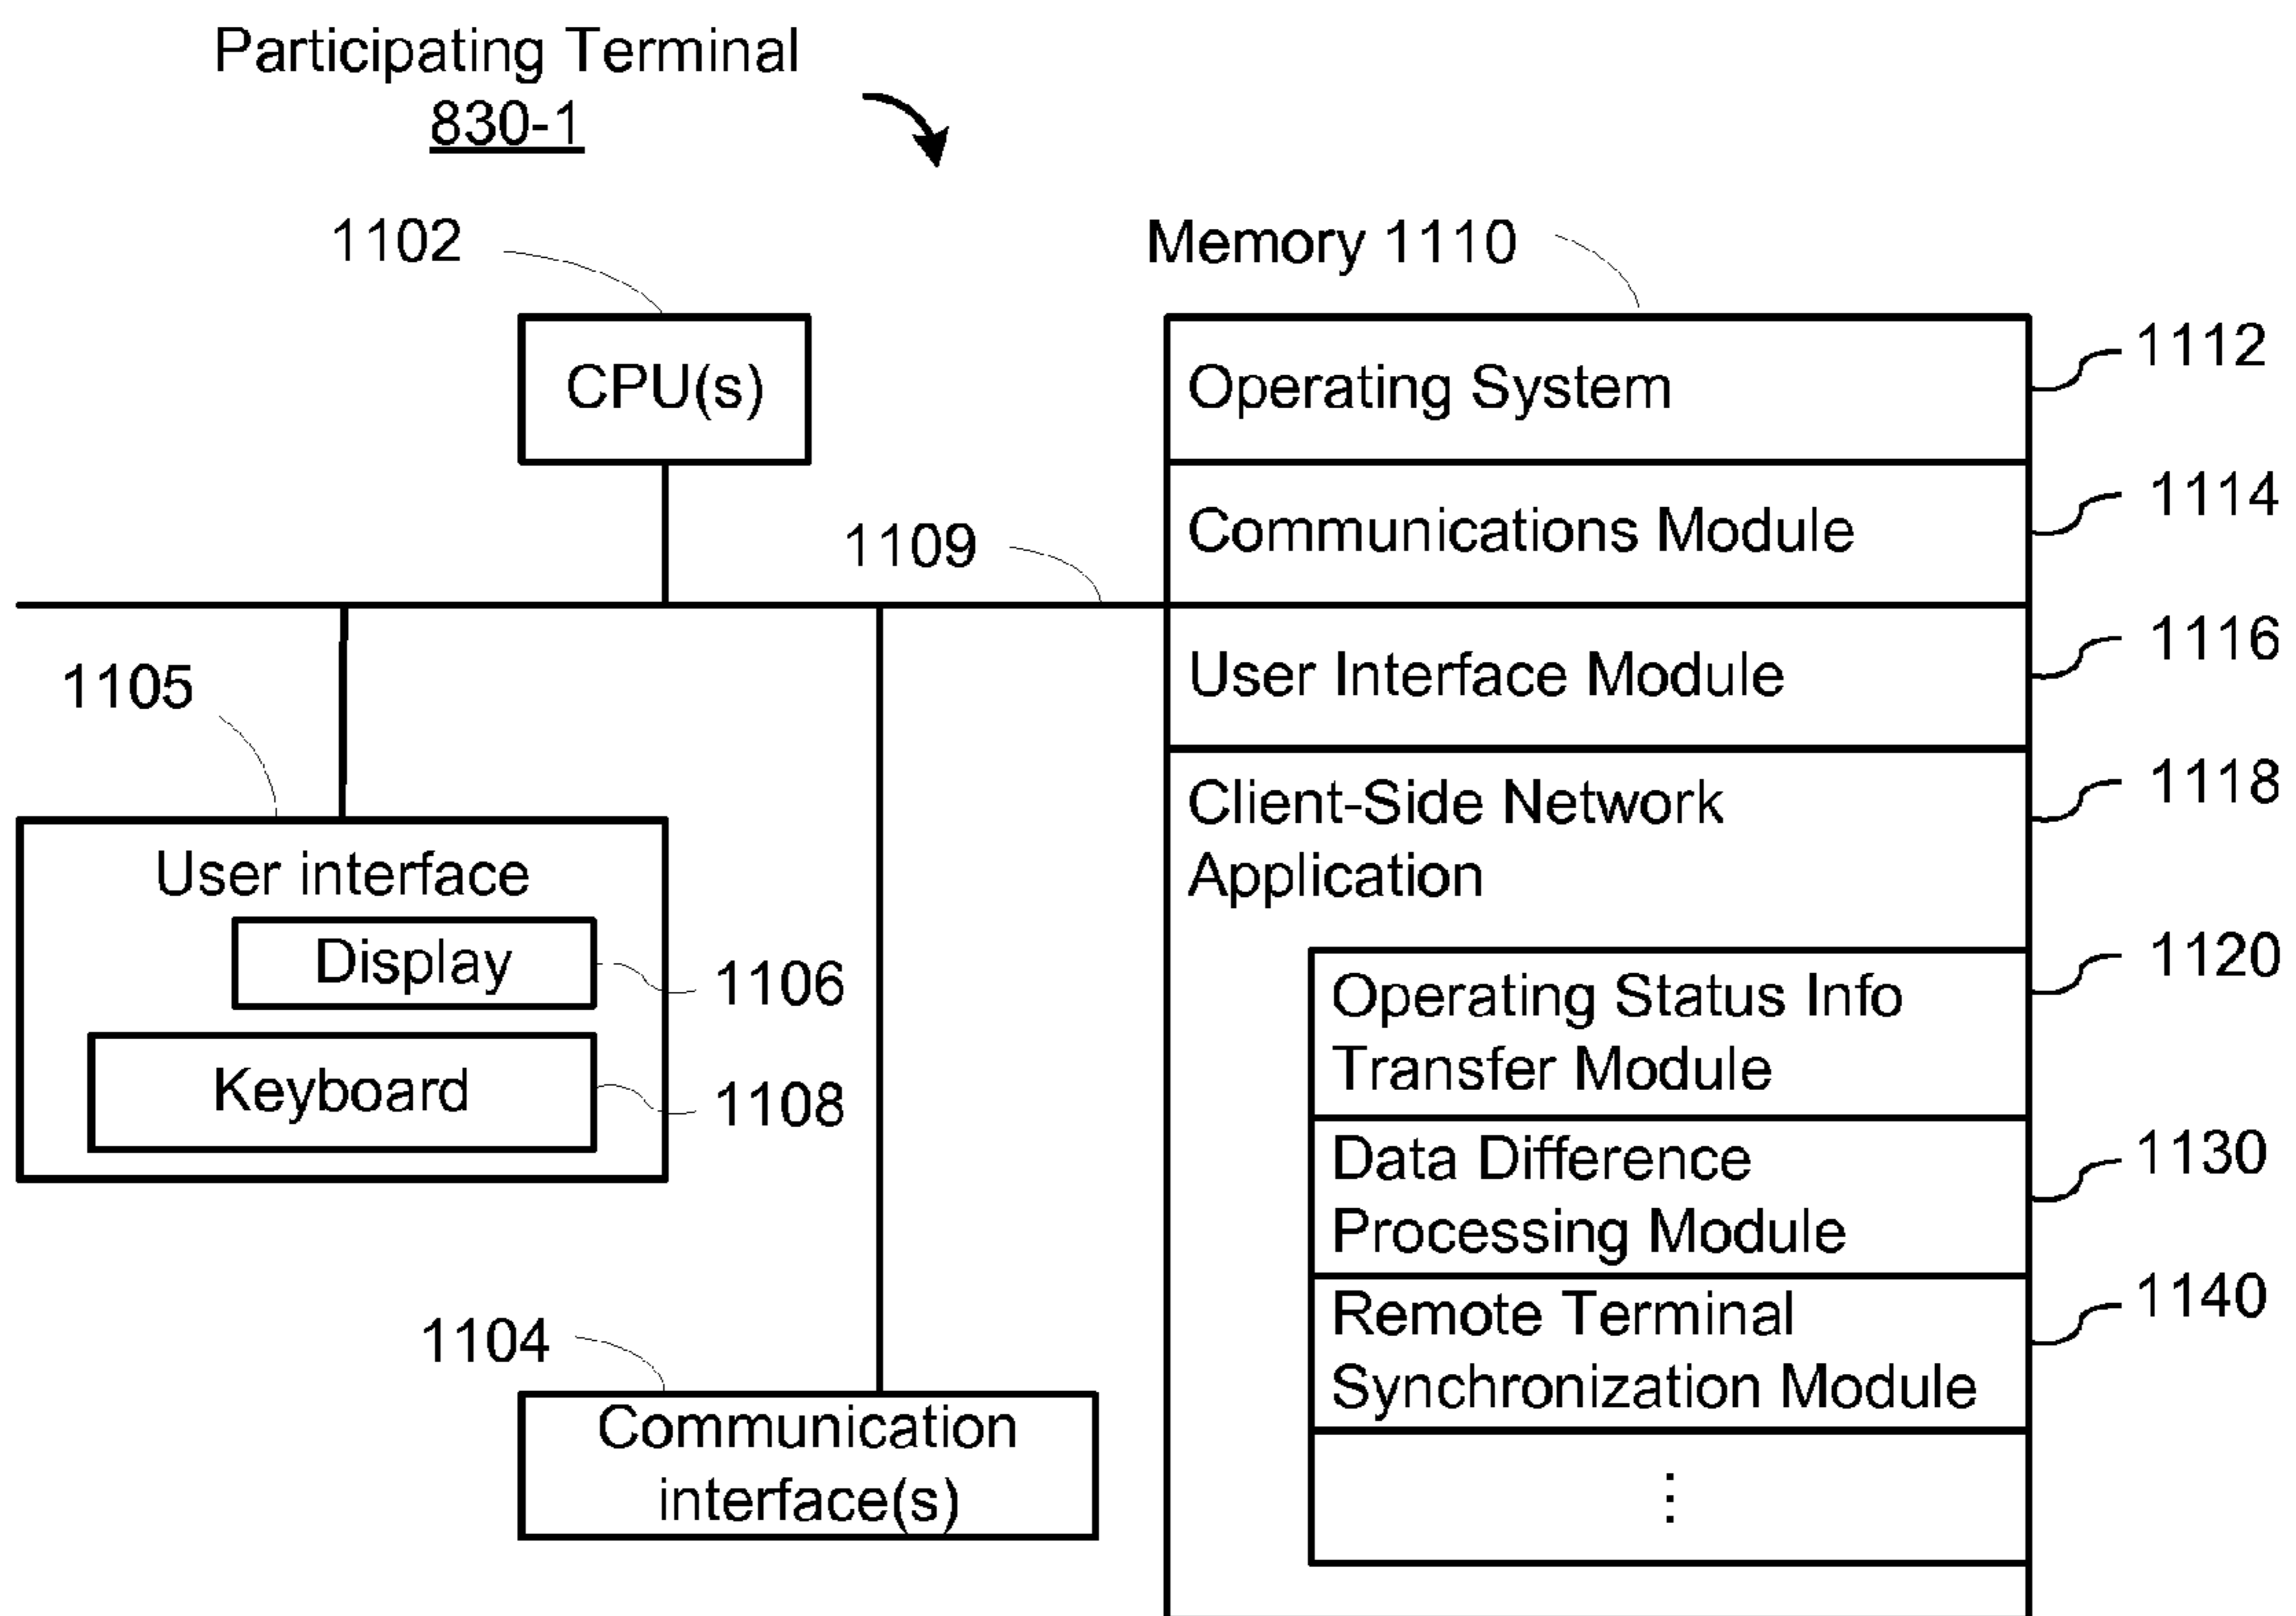 Participating Terminal
830-1
1102
Memory 1110
CPU(s)
Operating System
1112
Communications Module
1114
1109
User Interface Module
1116
1105
Client-Side Network
Application
1118
User interface
Display
1106
Keyboard
1108
Operating Status Info
Transfer Module
1120
Data Difference
Processing Module
1130
Remote Terminal
Synchronization Module
1140
1104
Communication
interface(s)
⋮